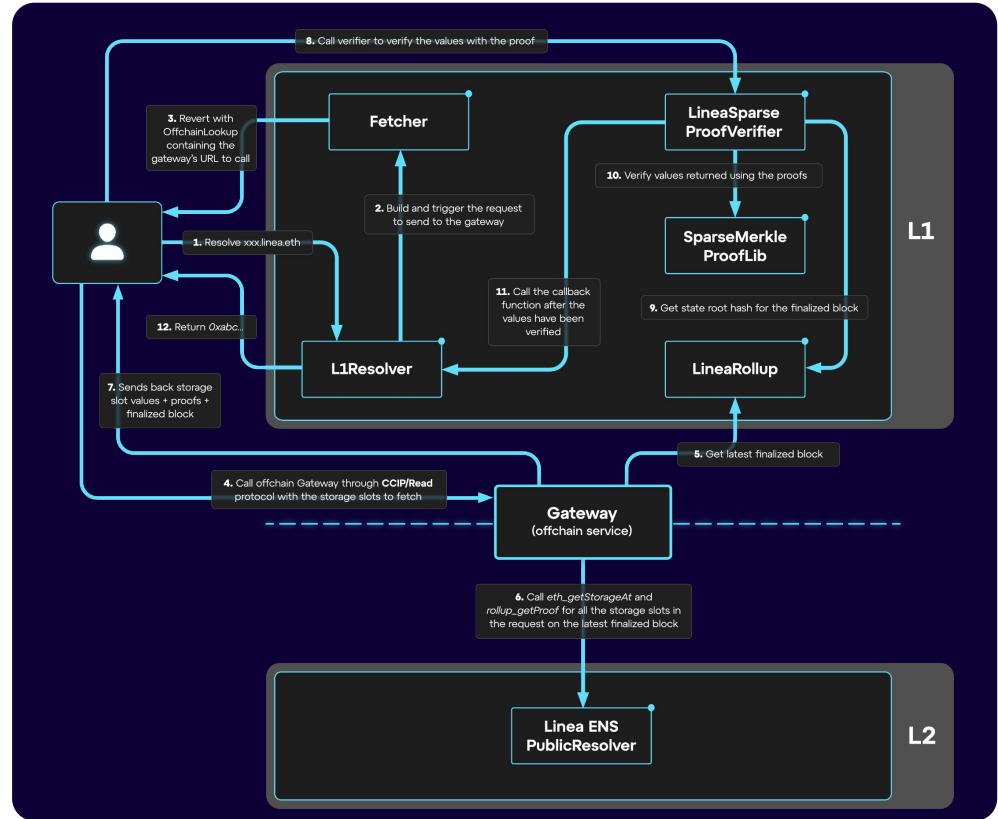 8. Call verifier to verify the values with the proof
3. Revert with
OffchainLookup
containing the
gateway's URL to call
Fetcher
LineaSparse
ProofVerifier
L1
10. Verify values returned using the proofs
2. Build and trigger the request
to send to the gateway
1. Resolve xxx.linea.eth
SparseMerkle
ProofLib
11. Call the callback
function after the
values have been
verified
9. Get state root hash for the finalized block
12. Return 0xabc...
L1Resolver
LineaRollup
7. Sends back storage
slot values + proofs +
finalized block
5. Get latest finalized block
4. Call offchain Gateway through CCIP/Read
protocol with the storage slots to fetch
Gateway
(offchain service)
6. Call eth_getStorageAt and
rollup_getProof for all the storage slots in
the request on the latest finalized block
Linea ENS
PublicResolver
L2